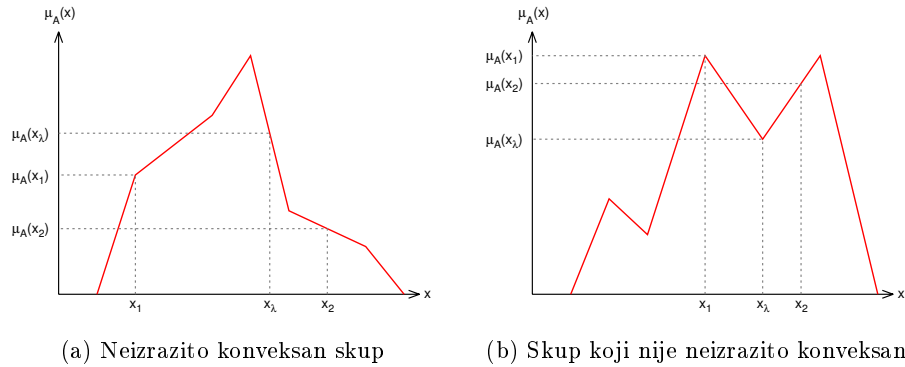 μA(x)
μA(xλ)
μA(x1)
μA(x2)
x1
xλ
x2
x
(a) Neizrazito konveksan skup
μA(x)
μA(x1)
μA(x2)
μA(xλ)
x1
xλ
x2
x
(b) Skup koji nije neizrazito konveksan